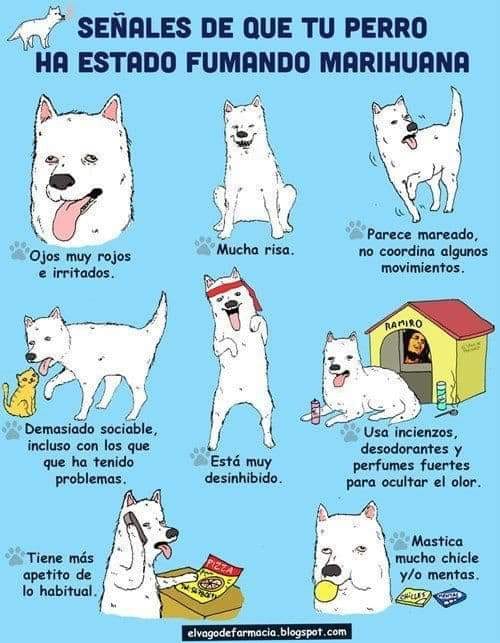 SEÑALES DE QUE TU PERRO
HA ESTADO FUMANDO MARIHUANA
Ojos muy rojos
e irritados.
Mucha risa.
Parece mareado,
no coordina algunos
movimientos.
Demasiado sociable,
incluso con los que
que ha tenido
problemas.
Está muy
desinhibido.
RAMIRO
Usa incienzos,
desodorantes y
perfumes fuertes
para ocultar el olor.
Tiene más
apetito de
lo habitual.
PIZZA
Mastica
mucho chicle
y/o mentas.
CHICLES
MENTAS
elvagodefarmacia.blogspot.com